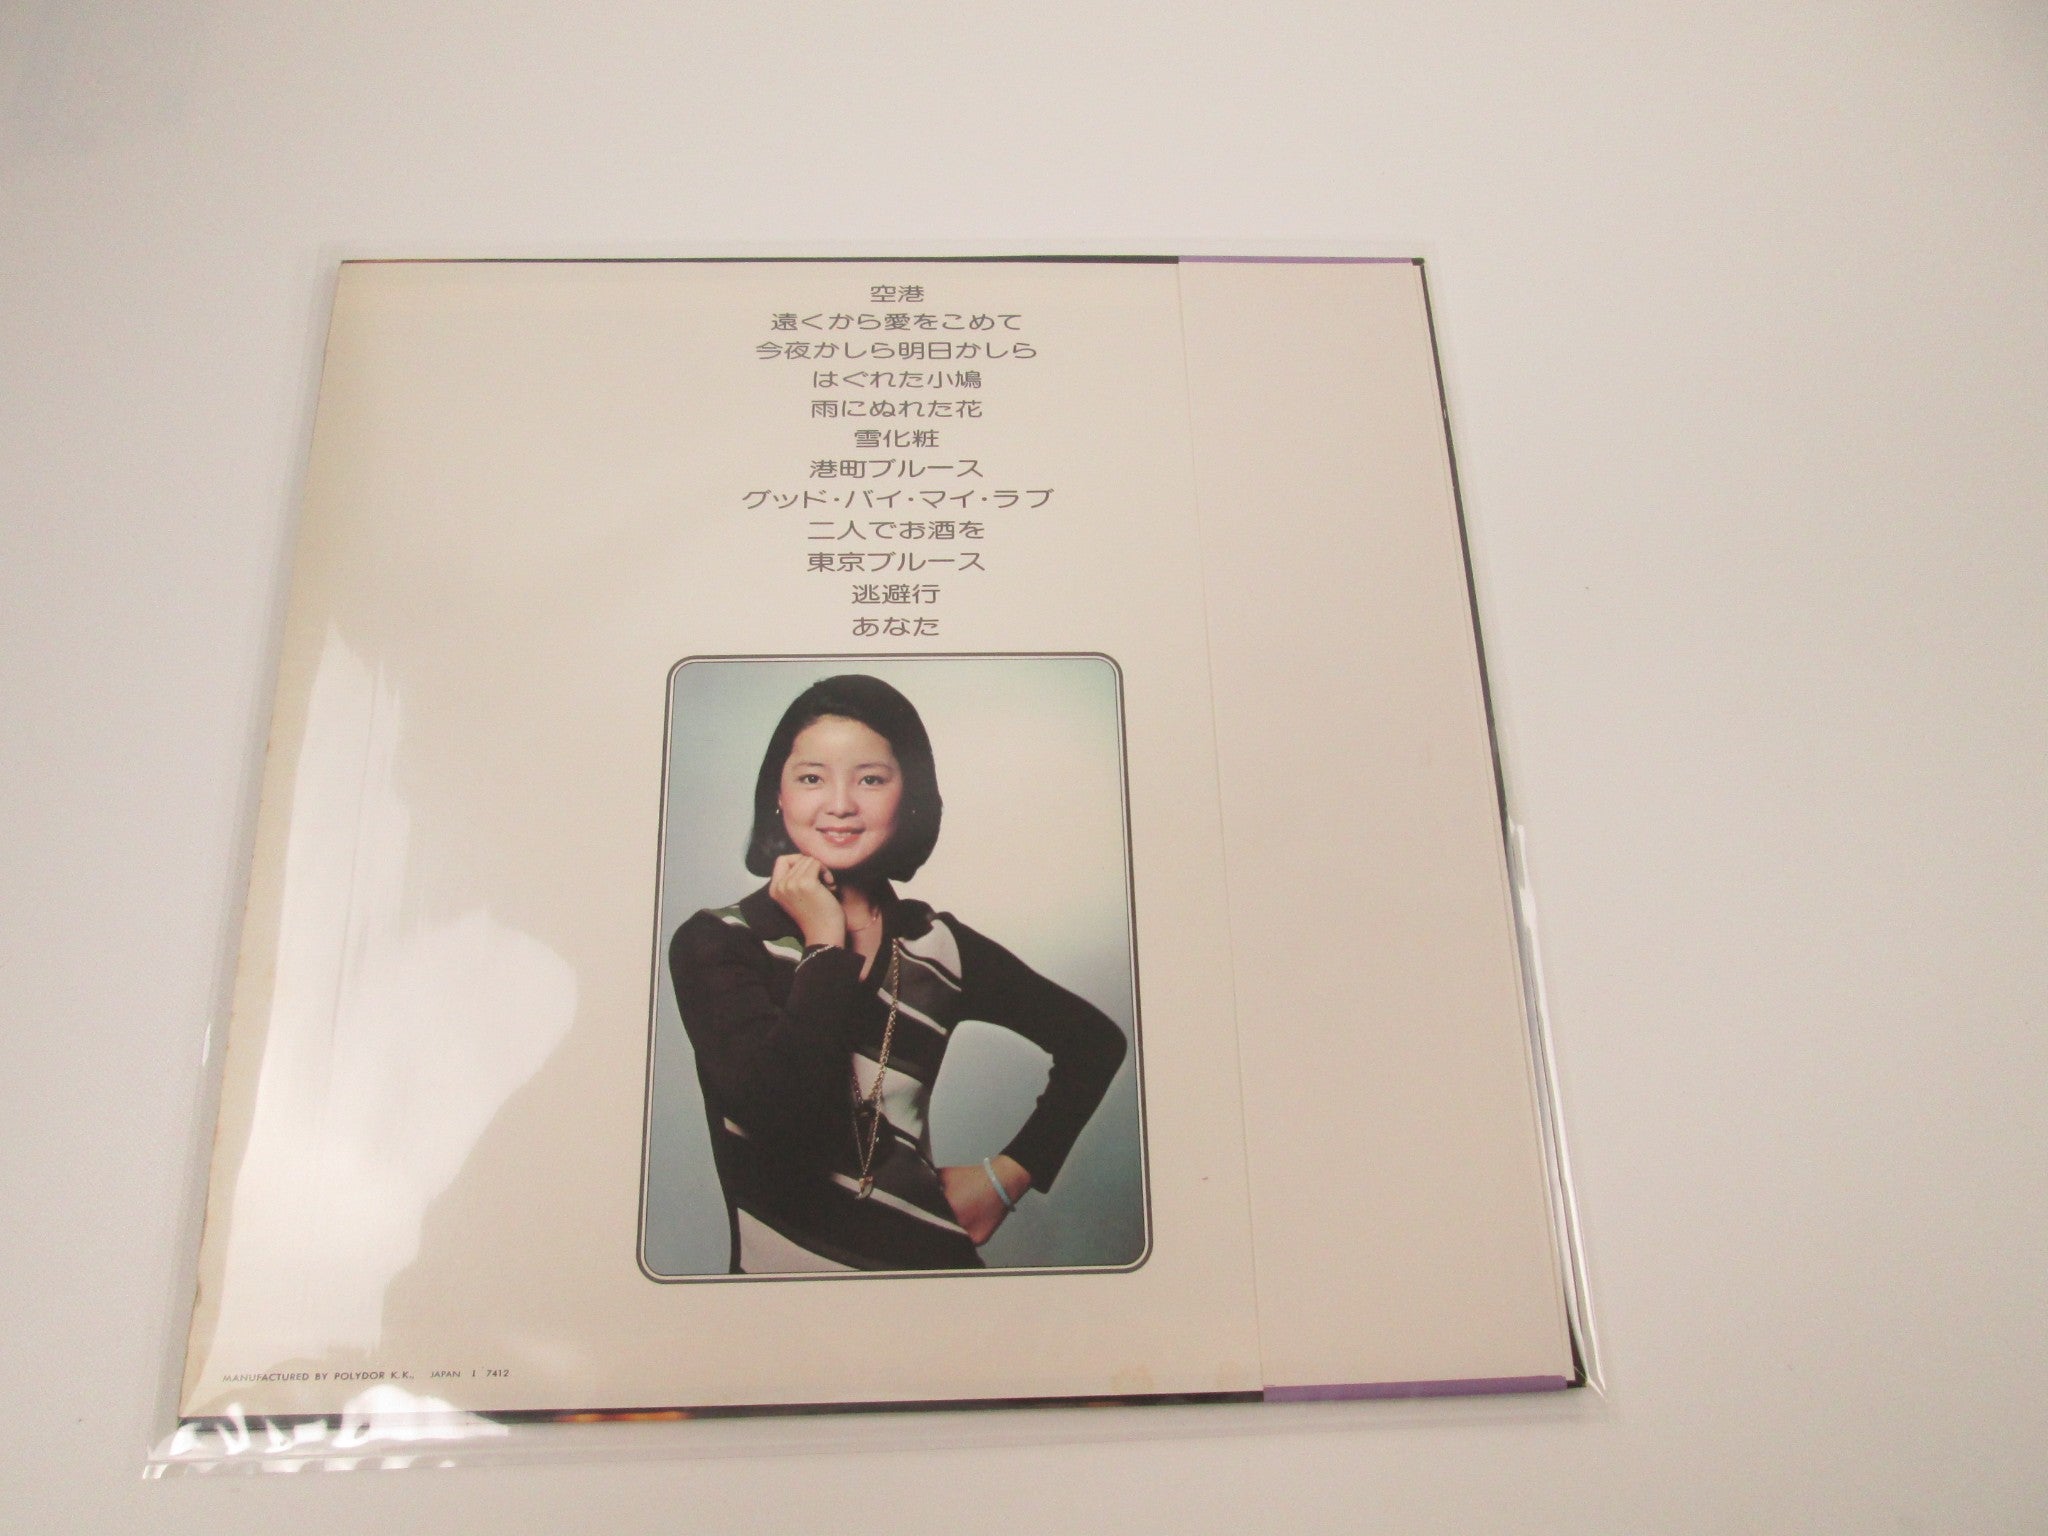 空港
遠くから愛をこめて
今夜かしら明日かしら
はぐれた小鳩
雨にぬれた花
雪化粧
港町ブルース
グッド・バイ・マイ・ラブ
二人でお酒を
東京ブルース
逃避行
あなた
MANUFACTURED BY POLYDOR K.K., JAPAN I 7412